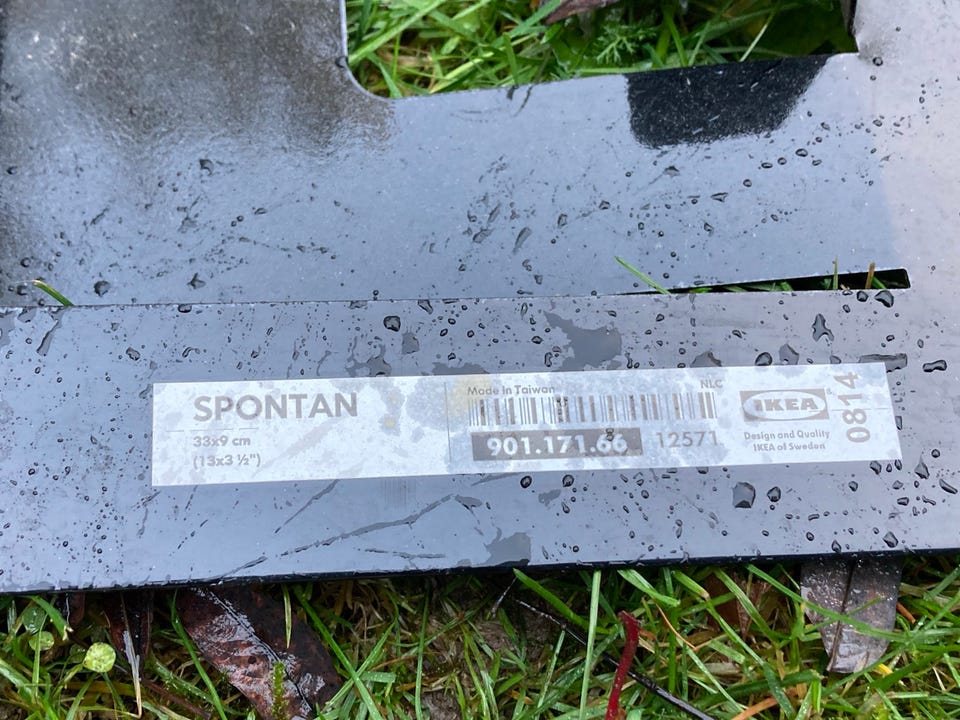 SPONTAN
33x9 cm
(13x3 ½")
Made in Taiwan
NLC
901.171.66
12571
IKEA®
Design and Quality
IKEA of Sweden
0814